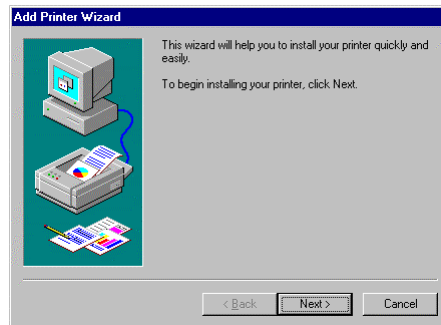 Add Printer Wizard
This wizard will help you to install your printer quickly and
easily.
To begin installing your printer, click Next.
< Back
Next >
Cancel